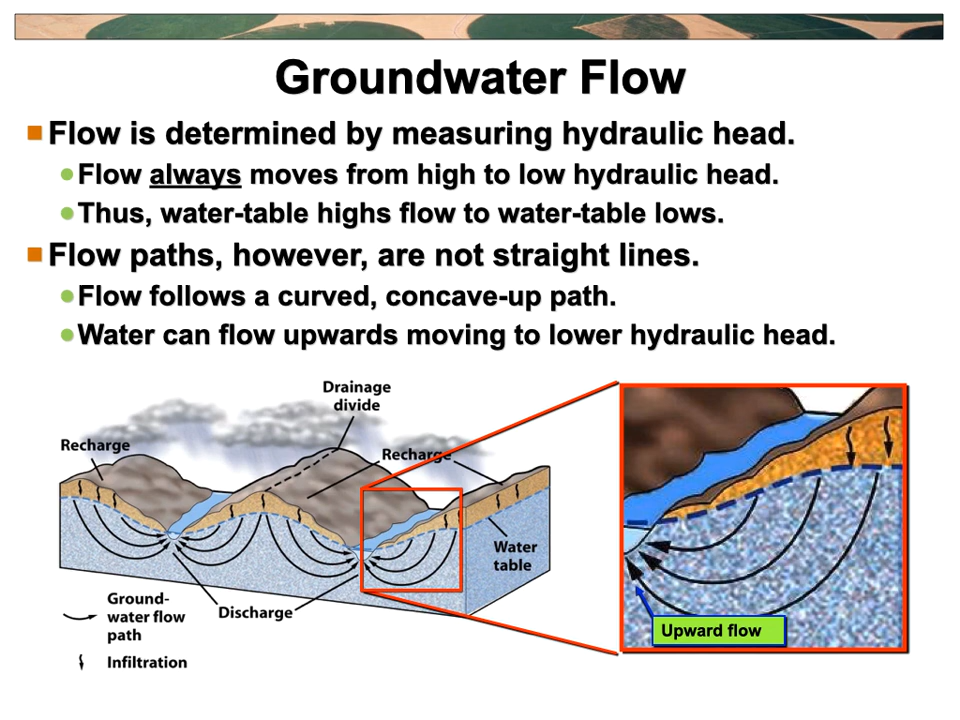 Groundwater Flow
Flow is determined by measuring hydraulic head.
Flow always moves from high to low hydraulic head.
Thus, water-table highs flow to water-table lows.
Flow paths, however, are not straight lines.
Flow follows a curved, concave-up path.
Water can flow upwards moving to lower hydraulic head.
Drainage
divide
Recharge
Recharge
Water
table
Ground-
water flow
path
Discharge
Infiltration
Upward flow